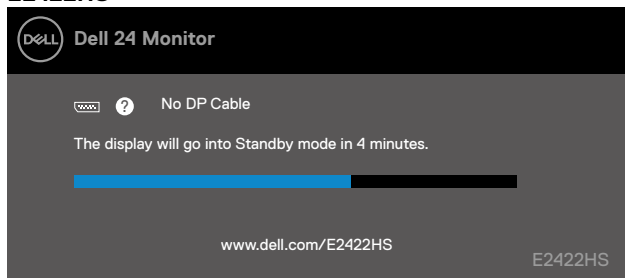 DELL Dell 24 Monitor
? No DP Cable
The display will go into Standby mode in 4 minutes.
www.dell.com/E2422HS
E2422HS